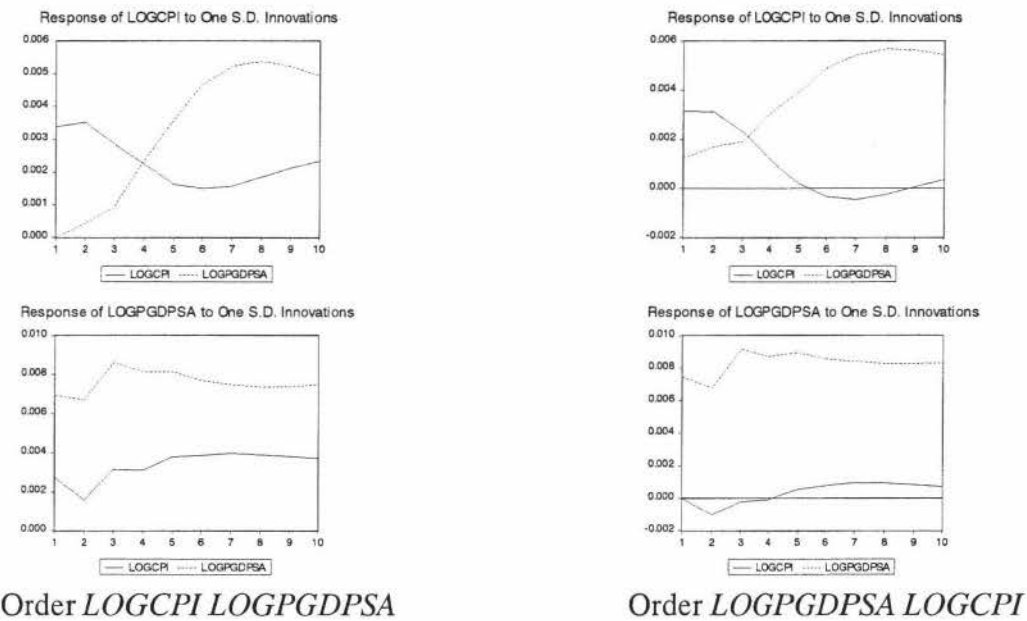 Response of LOGCPI to One S.D. Innovations
0.006
0.005
0.004
0.003
0.002
0.001
0.000
1 2 3 4 5 6 7 8 9 10
LOGCPI LOGPGDPSA
Response of LOGCPI to One S.D. Innovations
0.006
0.004
0.002
0.000
-0.002
1 2 3 4 5 6 7 8 9 10
LOGCPI LOGPGDPSA
Response of LOGPGDPSA to One S.D. Innovations
0.010
0.008
0.006
0.004
0.002
0.000
1 2 3 4 5 6 7 8 9 10
LOGCPI LOGPGDPSA
Response of LOGPGDPSA to One S.D. Innovations
0.010
0.008
0.006
0.004
0.002
0.000
-0.002
1 2 3 4 5 6 7 8 9 10
LOGCPI LOGPGDPSA
Order LOGCPI LOGPGDPSA
Order LOGPGDPSA LOGCPI